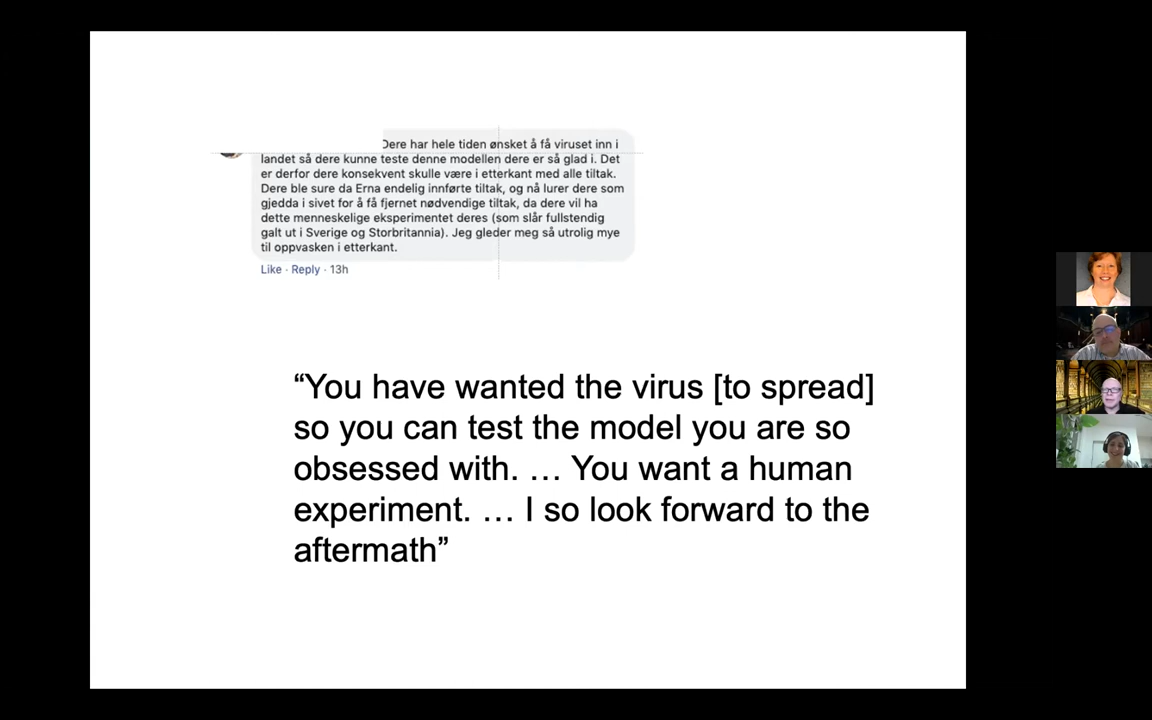 Dere har hele tiden ønsket å få viruset inn i
landet så dere kunne teste denne modellen dere er så glad i. Det
er derfor dere konsekvent skulle være i etterkant med alle tiltak.
Dere ble sure da Erna endelig innførte tiltak, og nå lurer dere som
gjedda i sivet for å få fjernet nødvendige tiltak, da dere vil ha
dette menneskelige eksperimentet deres (som slår fullstendig
galt ut i Sverige og Storbritannia). Jeg gleder meg så utrolig mye
til oppvasken i etterkant.
Like · Reply · 13h
“You have wanted the virus [to spread]
so you can test the model you are so
obsessed with. … You want a human
experiment. … I so look forward to the
aftermath”